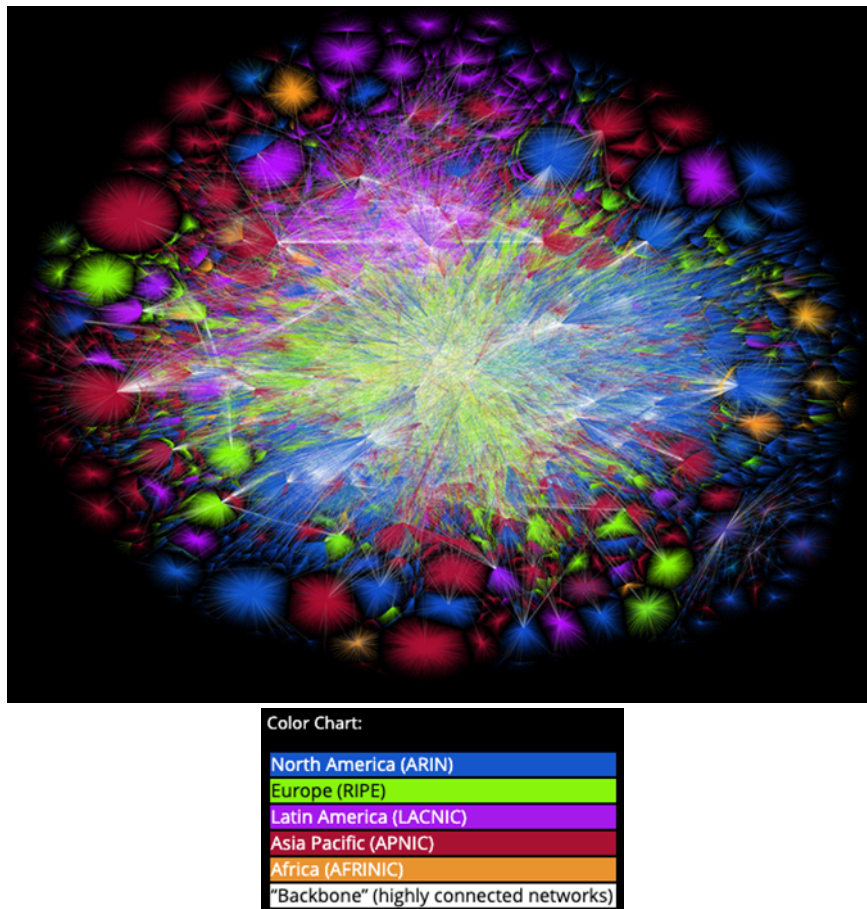 Color Chart:
North America (ARIN)
Europe (RIPE)
Latin America (LACNIC)
Asia Pacific (APNIC)
Africa (AFRINIC)
“Backbone” (highly connected networks)